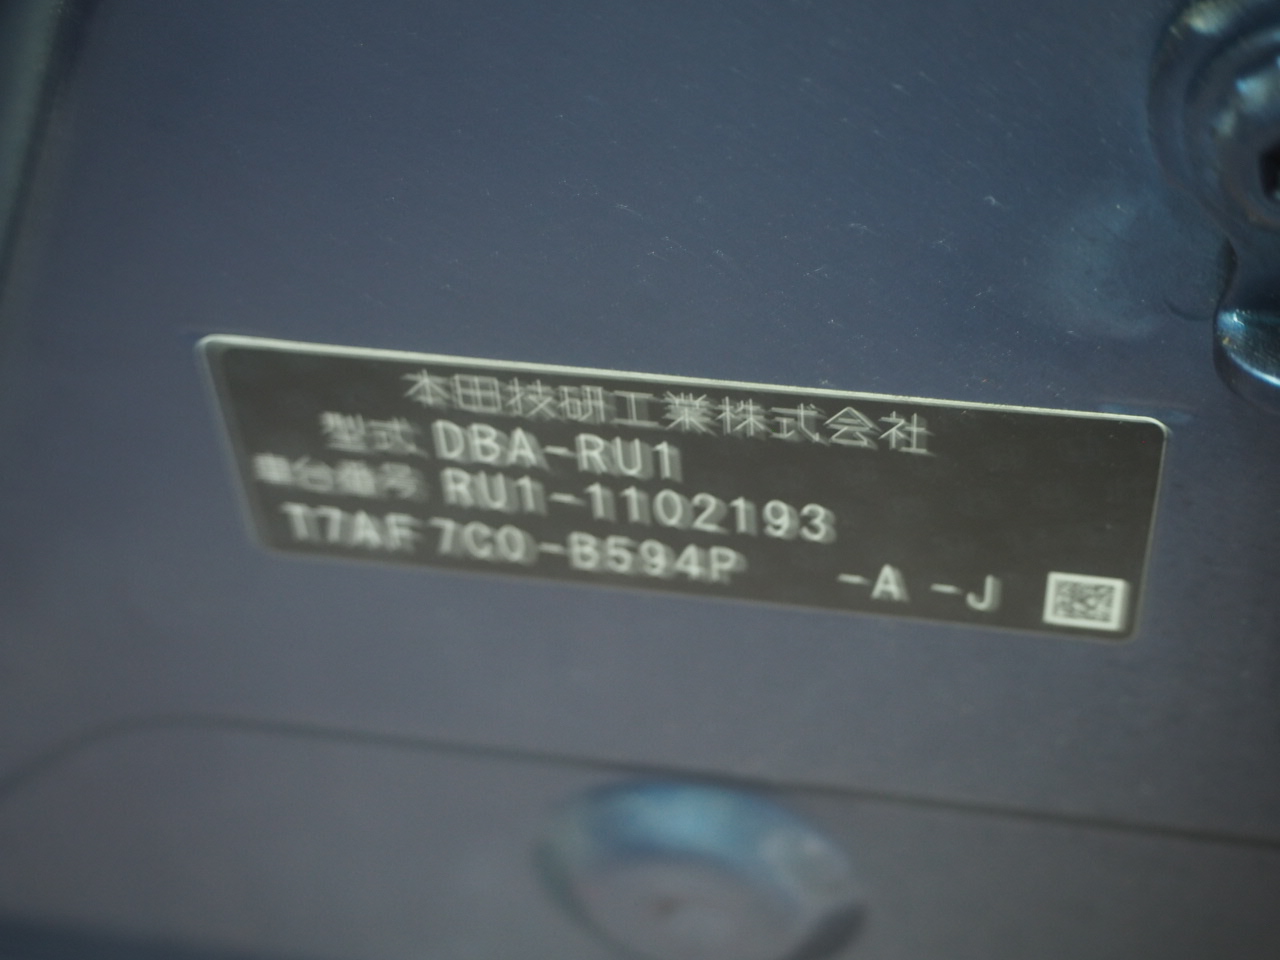 本田技研工業株式会社
型式 DBA-RU1
車台番号 RU1-1102193
T7AF7C0-B594P -A -J